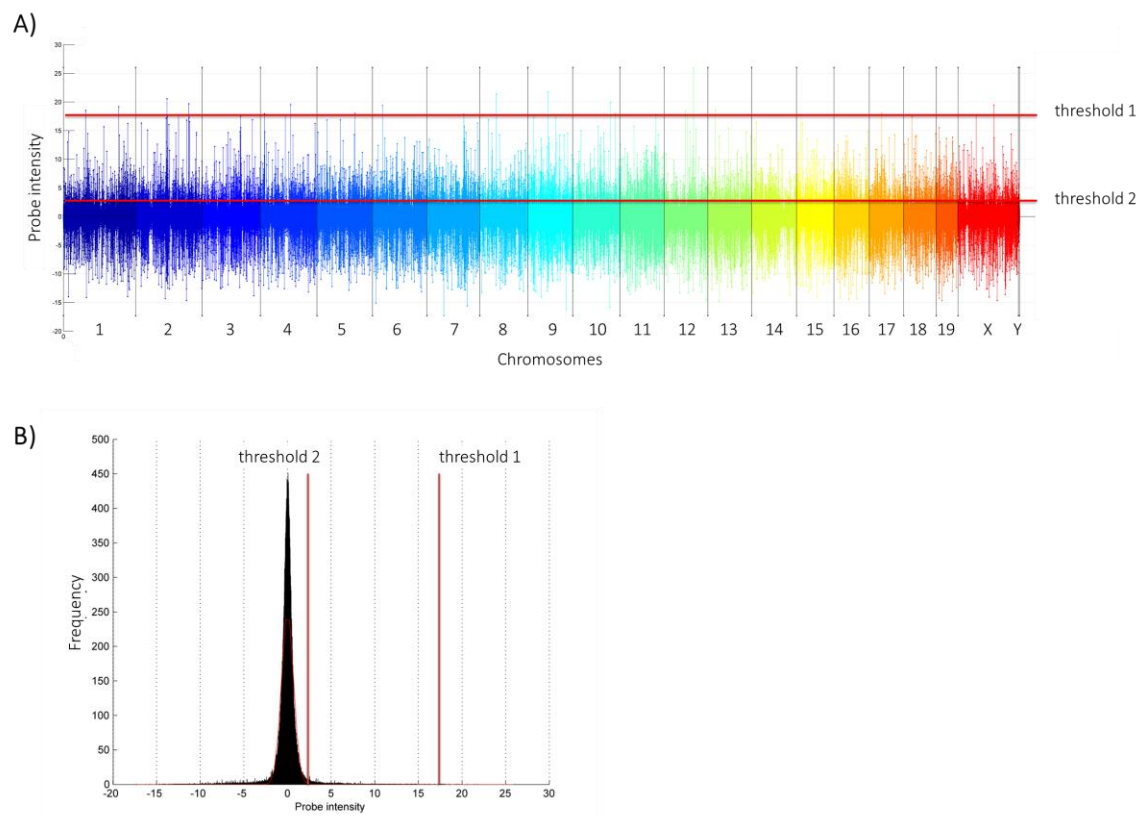 A)
30
25
20
15
10
5
0
-5
-10
-15
-20
Probe intensity
threshold 1
threshold 2
0
1 2 3 4 5 6 7 8 9 10 11 12 13 14 15 16 17 18 19 X Y
Chromosomes
B)
500
450
400
350
300
250
200
150
100
50
0
Frequency
threshold 2 threshold 1
-20 -15 -10 -5 0 5 10 15 20 25 30
Probe intensity